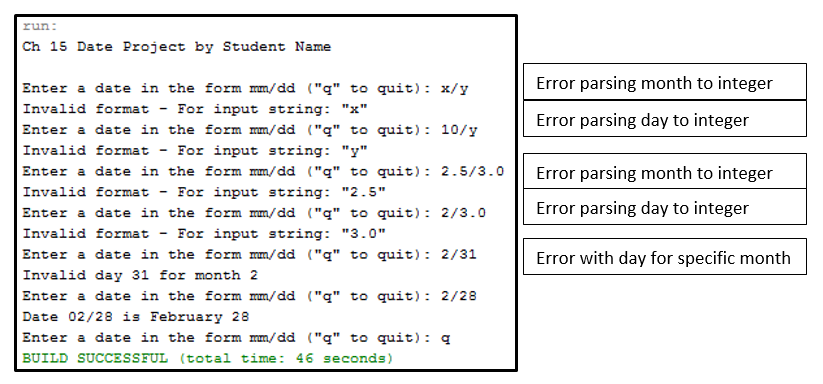 run:
Ch 15 Date Project by Student Name
Enter a date in the form mm/dd ("q" to quit): x/y
Invalid format - For input string: "x"
Enter a date in the form mm/dd ("q" to quit): 10/y
Invalid format - For input string: "y"
Enter a date in the form mm/dd ("q" to quit): 2.5/3.0
Invalid format - For input string: "2.5"
Enter a date in the form mm/dd ("q" to quit): 2/3.0
Invalid format - For input string: "3.0"
Enter a date in the form mm/dd ("q" to quit): 2/31
Invalid day 31 for month 2
Enter a date in the form mm/dd ("q" to quit): 2/28
Date 02/28 is February 28
Enter a date in the form mm/dd ("q" to quit): q
BUILD SUCCESSFUL (total time: 46 seconds)
Error parsing month to integer
Error parsing day to integer
Error parsing month to integer
Error parsing day to integer
Error with day for specific month